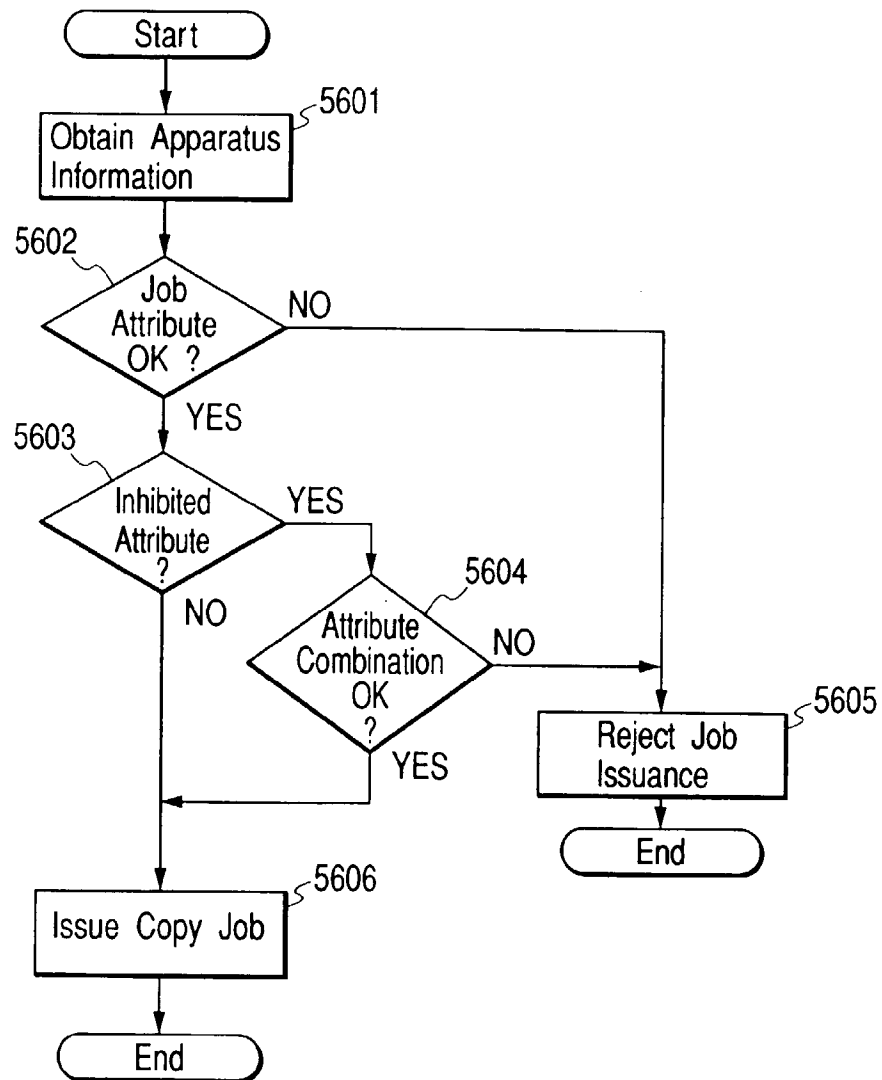 Start
5601
Obtain Apparatus
Information
5602
Job
Attribute
OK ?
NO
YES
5603
Inhibited
Attribute
?
YES
NO
5604
Attribute
Combination
OK
?
NO
YES
5605
Reject Job
Issuance
End
5606
Issue Copy Job
End